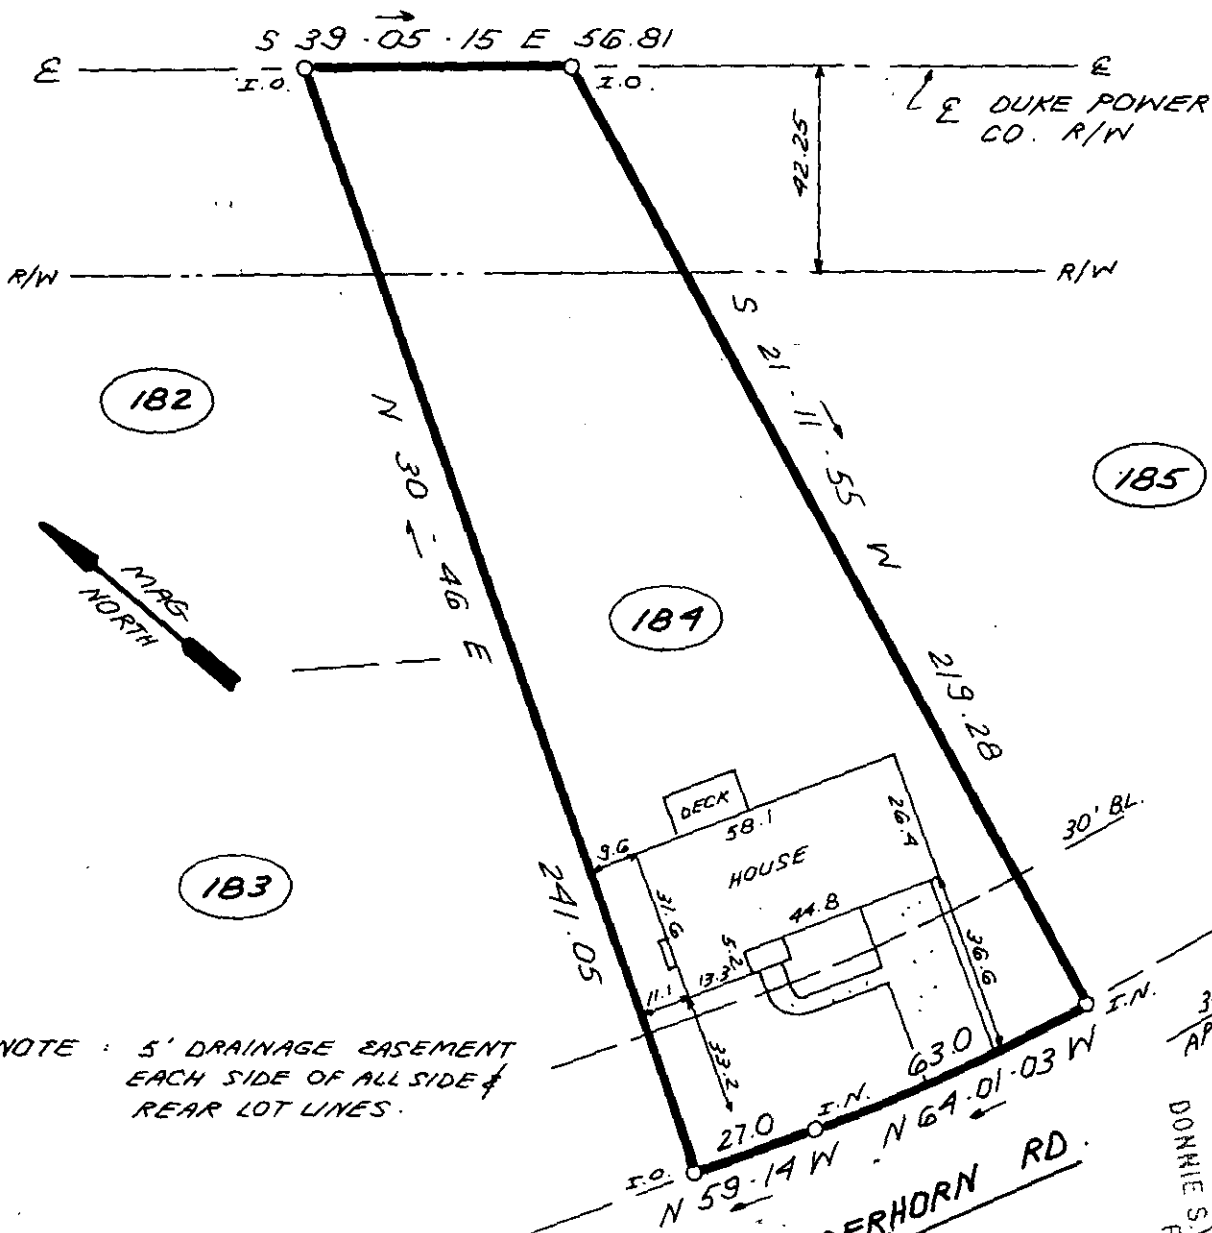 S 39-05-15 E 56.81
I.O.
I.O.
DUKE POWER
CO. R/W
42.25
R/W
R/W
182
N 30-46 E
S 21-11-55 W
185
MAG
NORTH
184
219.28
30' B.L.
DECK
58.1
26.4
9.6
HOUSE
183
241.05
31.6
44.8
5.2
36.6
13.3
11.1
I.N.
NOTE : 5' DRAINAGE EASEMENT
EACH SIDE OF ALL SIDE &
REAR LOT LINES.
33.2
63.0
27.0
I.N.
N 64-01-03 W
I.O.
N 59-14 W
ERHORN RD.
DONNIE S.